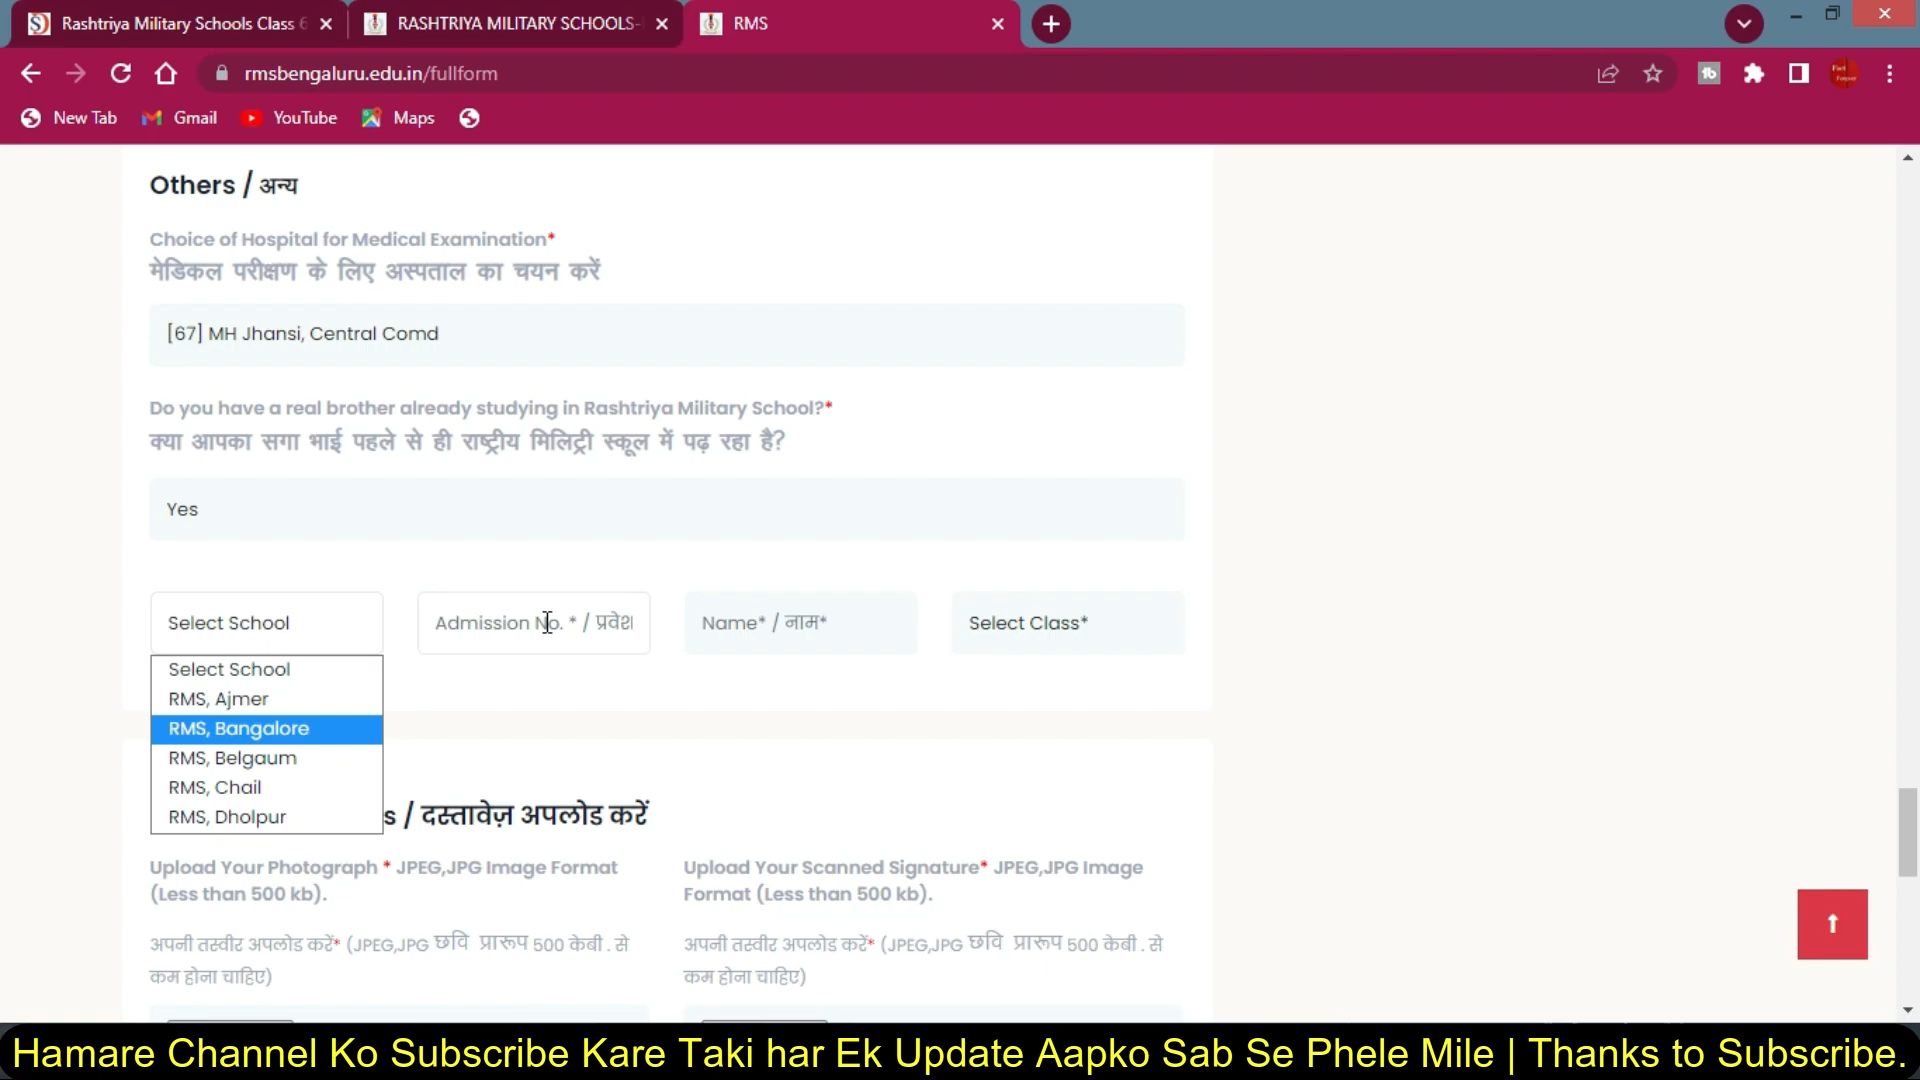 Rashtriya Military Schools Class 6
RASHTRIYA MILITARY SCHOOLS-
RMS
rmsbengaluru.edu.in/fullform
New Tab
Gmail
YouTube
Maps
Others / अन्य
Choice of Hospital for Medical Examination*
मेडिकल परीक्षण के लिए अस्पताल का चयन करें
[67] MH Jhansi, Central Comd
Do you have a real brother already studying in Rashtriya Military School?*
क्या आपका सगा भाई पहले से ही राष्ट्रीय मिलिट्री स्कूल में पढ़ रहा है?
Yes
Select School
Admission No. * / प्रवेश
Name* / नाम*
Select Class*
Select School
RMS, Ajmer
RMS, Bangalore
RMS, Belgaum
RMS, Chail
RMS, Dholpur
s / दस्तावेज़ अपलोड करें
Upload Your Photograph * JPEG,JPG Image Format
(Less than 500 kb).
अपनी तस्वीर अपलोड करें* (JPEG,JPG छवि प्रारूप 500 केबी . से
कम होना चाहिए)
Upload Your Scanned Signature* JPEG,JPG Image
Format (Less than 500 kb).
अपनी तस्वीर अपलोड करें* (JPEG,JPG छवि प्रारूप 500 केबी . से
कम होना चाहिए)
Hamare Channel Ko Subscribe Kare Taki har Ek Update Aapko Sab Se Phele Mile | Thanks to Subscribe.